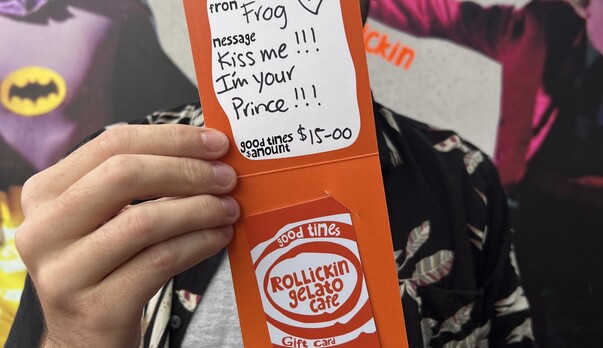 from Frog
message
Kiss me !!!
I'm your
Prince !!!
good times
$amount $15-00
good times
ROLLiCKiN
gelato
cafe
Gift card